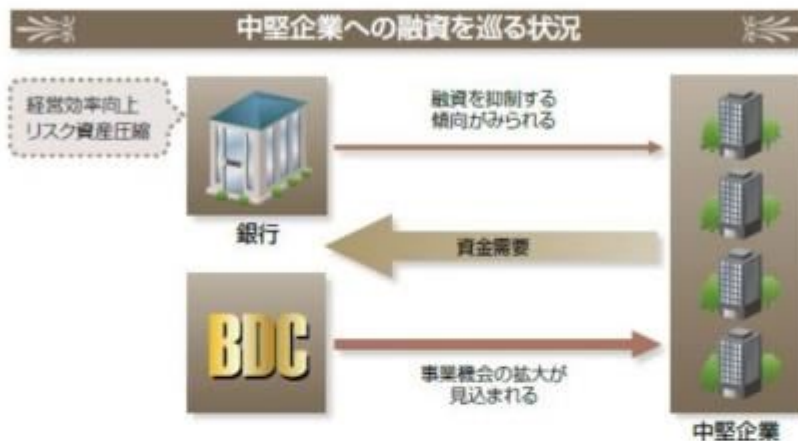 中堅企業への融資を巡る状況
経営効率向上
リスク資産圧縮
融資を抑制する
傾向がみられる
銀行
資金需要
BDC
事業機会の拡大が
見込まれる
中堅企業